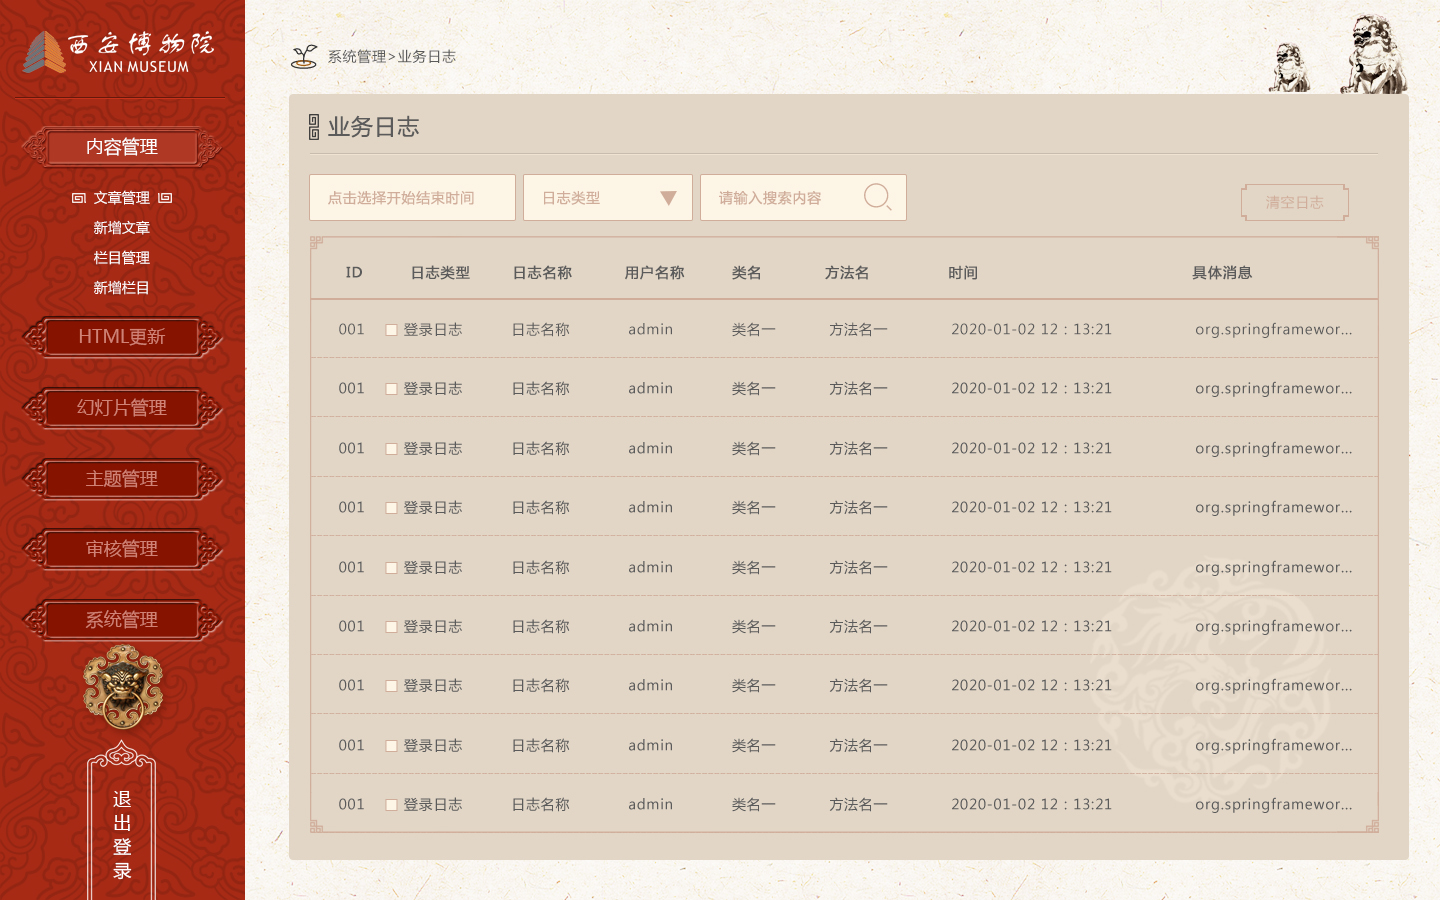 西安博物院
XIAN MUSEUM
内容管理
文章管理
新增文章
栏目管理
新增栏目
HTML更新
幻灯片管理
主题管理
审核管理
系统管理
退出登录
系统管理>业务日志
业务日志
点击选择开始结束时间 日志类型 请输入搜索内容 清空日志
ID 日志类型 日志名称 用户名称 类名 方法名 时间 具体消息
001 登录日志 日志名称 admin 类名一 方法名一 2020-01-02 12：13:21 org.springframewor...
001 登录日志 日志名称 admin 类名一 方法名一 2020-01-02 12：13:21 org.springframewor...
001 登录日志 日志名称 admin 类名一 方法名一 2020-01-02 12：13:21 org.springframewor...
001 登录日志 日志名称 admin 类名一 方法名一 2020-01-02 12：13:21 org.springframewor...
001 登录日志 日志名称 admin 类名一 方法名一 2020-01-02 12：13:21 org.springframewor...
001 登录日志 日志名称 admin 类名一 方法名一 2020-01-02 12：13:21 org.springframewor...
001 登录日志 日志名称 admin 类名一 方法名一 2020-01-02 12：13:21 org.springframewor...
001 登录日志 日志名称 admin 类名一 方法名一 2020-01-02 12：13:21 org.springframewor...
001 登录日志 日志名称 admin 类名一 方法名一 2020-01-02 12：13:21 org.springframewor...